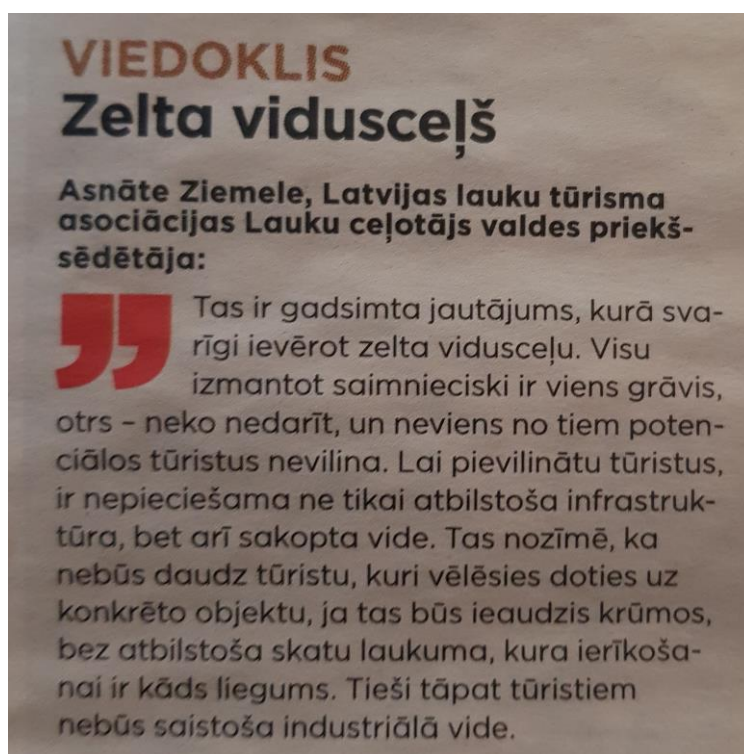 VIEDOKLIS
Zelta vidusceļš
Asnāte Ziemele, Latvijas lauku tūrisma
asociācijas Lauku ceļotājs valdes priekš-
sēdētāja:
Tas ir gadsimta jautājums, kurā sva-
rīgi ievērot zelta vidusceļu. Visu
izmantot saimnieciski ir viens grāvis,
otrs – neko nedarīt, un neviens no tiem poten-
ciālos tūristus nevilina. Lai pievilinātu tūristus,
ir nepieciešama ne tikai atbilstoša infrastruk-
tūra, bet arī sakopta vide. Tas nozīmē, ka
nebūs daudz tūristu, kuri vēlēsies doties uz
konkrēto objektu, ja tas būs ieaudzis krūmos,
bez atbilstoša skatu laukuma, kura ierīkoša-
nai ir kāds liegums. Tieši tāpat tūristiem
nebūs saistoša industriālā vide.